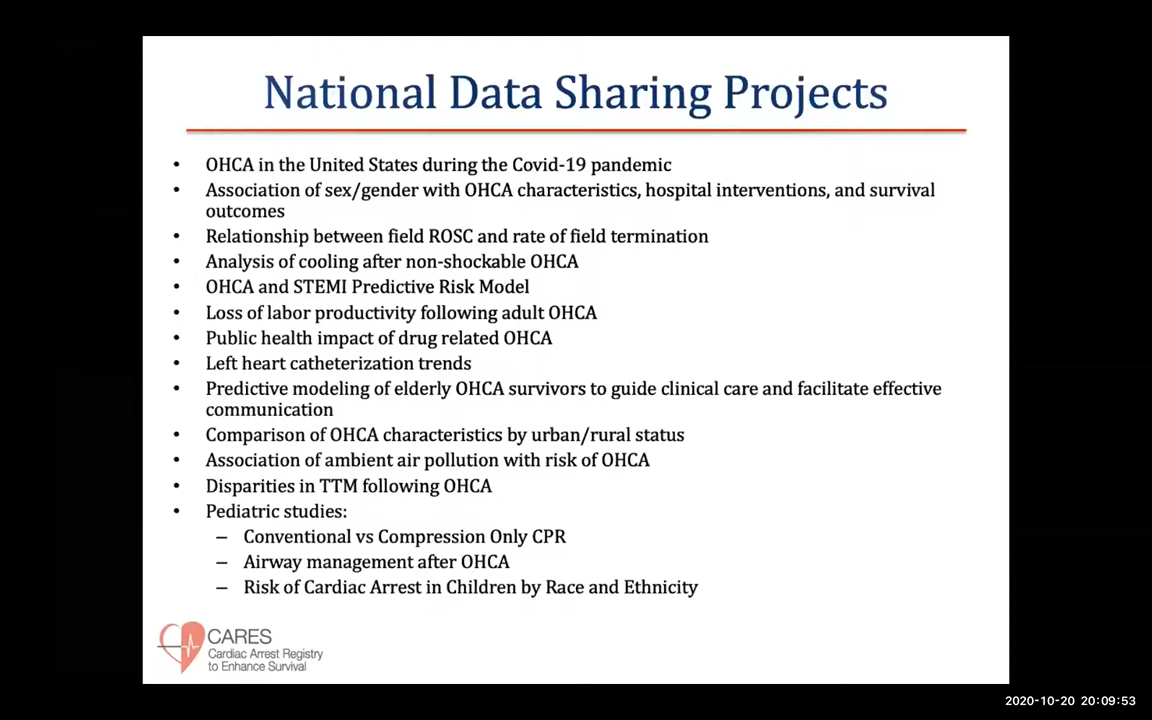 National Data Sharing Projects
• OHCA in the United States during the Covid-19 pandemic
• Association of sex/gender with OHCA characteristics, hospital interventions, and survival
outcomes
• Relationship between field ROSC and rate of field termination
• Analysis of cooling after non-shockable OHCA
• OHCA and STEMI Predictive Risk Model
• Loss of labor productivity following adult OHCA
• Public health impact of drug related OHCA
• Left heart catheterization trends
• Predictive modeling of elderly OHCA survivors to guide clinical care and facilitate effective
communication
• Comparison of OHCA characteristics by urban/rural status
• Association of ambient air pollution with risk of OHCA
• Disparities in TTM following OHCA
• Pediatric studies:
– Conventional vs Compression Only CPR
– Airway management after OHCA
– Risk of Cardiac Arrest in Children by Race and Ethnicity
CARES
Cardiac Arrest Registry
to Enhance Survival
2020-10-20 20:09:53